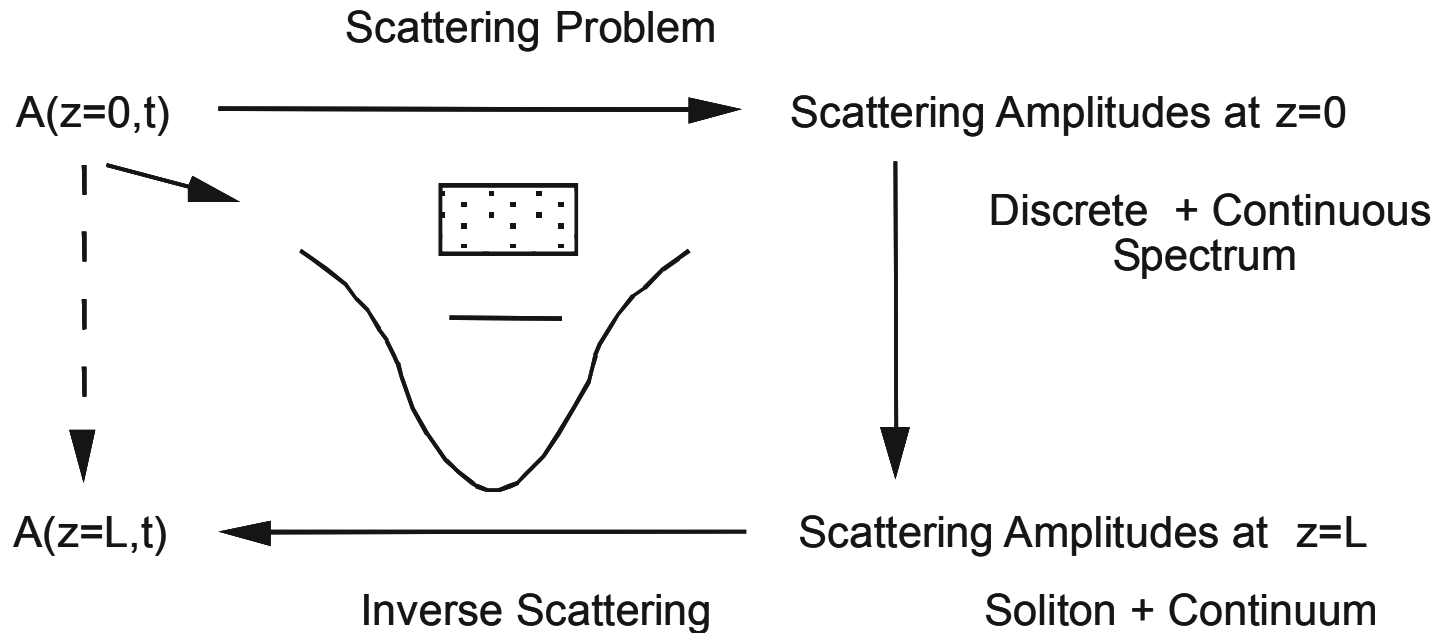 Scattering Problem
A(z=0,t)
Scattering Amplitudes at z=0
Discrete + Continuous
Spectrum
A(z=L,t)
Scattering Amplitudes at z=L
Inverse Scattering
Soliton + Continuum